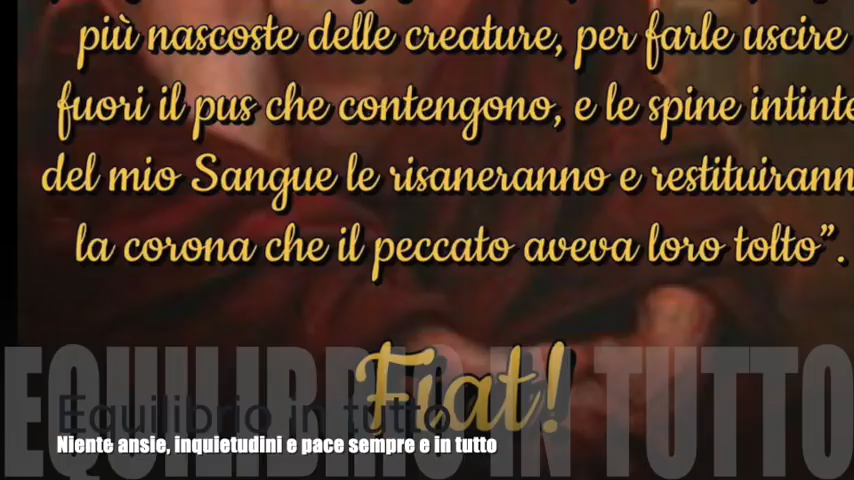 più nascoste delle creature, per farle uscire
fuori il pus che contengono, e le spine intinte
del mio Sangue le risaneranno e restituirann
la corona che il peccato aveva loro tolto”.
Fiat!
EQUILIBRIO IN TUTTO
Equilibrio in tutto
Niente ansie, inquietudini e pace sempre e in tutto